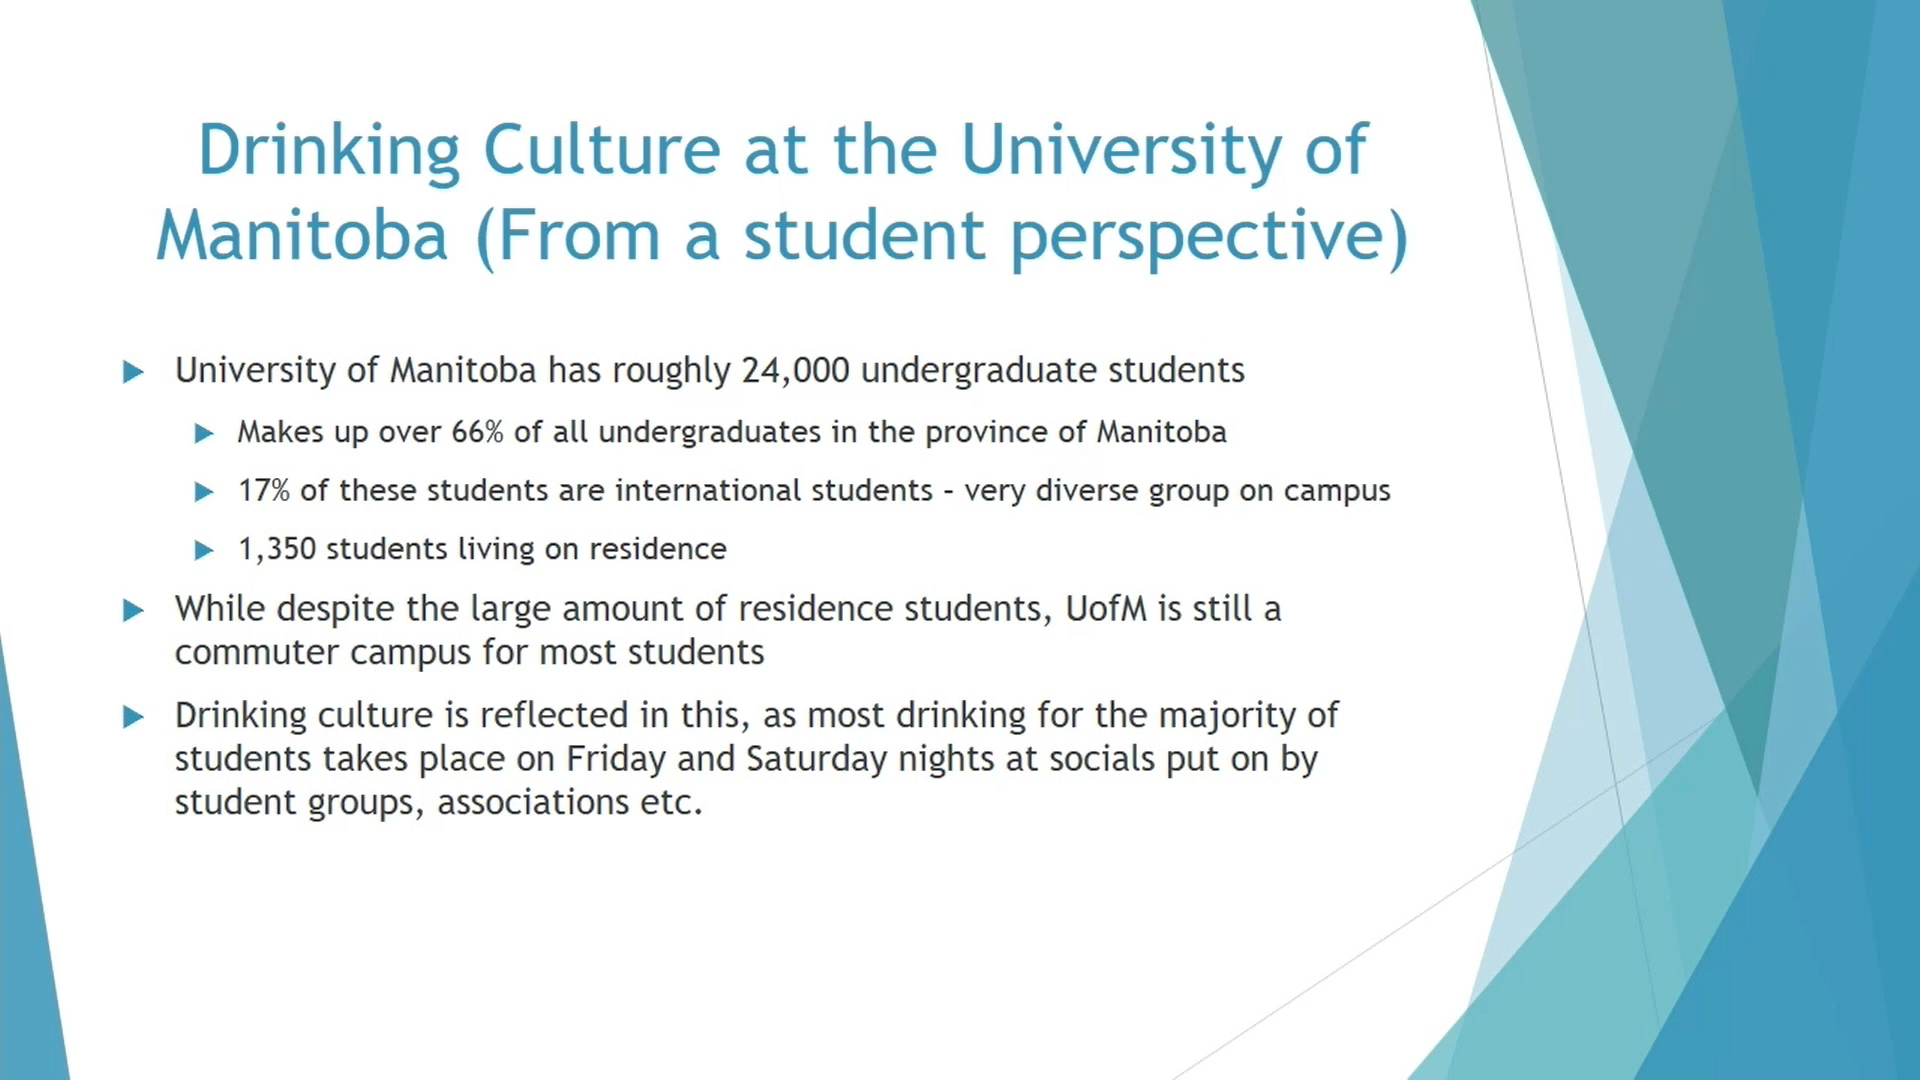 Drinking Culture at the University of
Manitoba (From a student perspective)
University of Manitoba has roughly 24,000 undergraduate students
Makes up over 66% of all undergraduates in the province of Manitoba
17% of these students are international students – very diverse group on campus
1,350 students living on residence
While despite the large amount of residence students, UofM is still a
commuter campus for most students
Drinking culture is reflected in this, as most drinking for the majority of
students takes place on Friday and Saturday nights at socials put on by
student groups, associations etc.